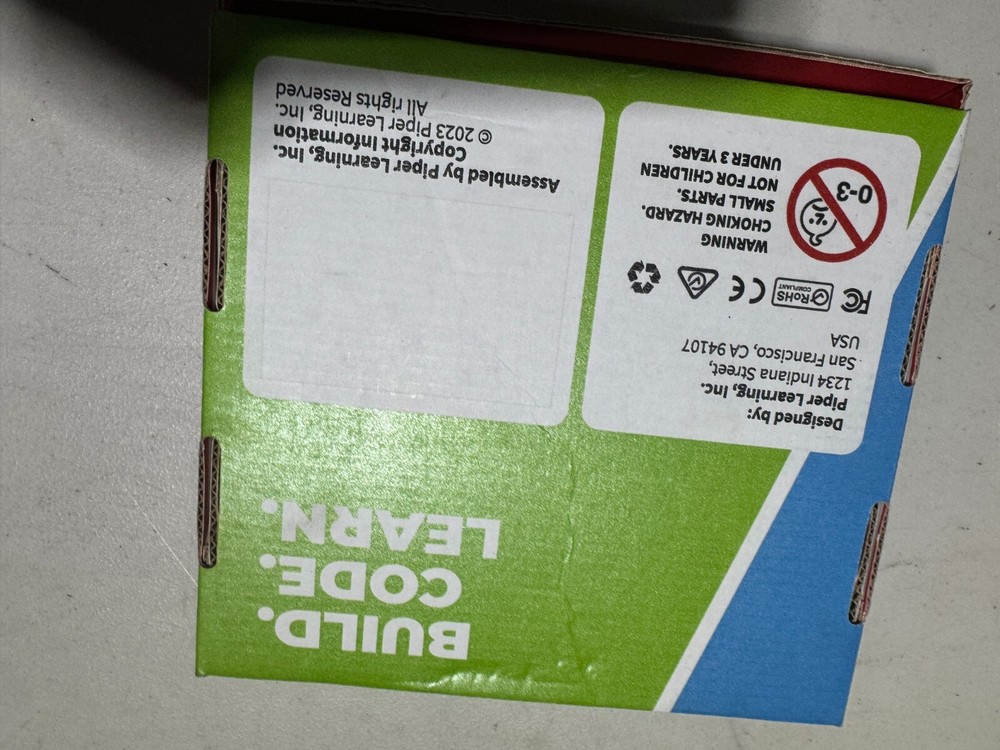 BUILD.
CODE.
LEARN.
Designed by:
Piper Learning, Inc.
1234 Indiana Street,
San Francisco, CA 94107
USA
FC RoHS COMPLIANT CE
WARNING
CHOKING HAZARD.
SMALL PARTS.
NOT FOR CHILDREN
UNDER 3 YEARS.
0-3
Assembled by Piper Learning, Inc.
Copyright Information
© 2023 Piper Learning, Inc.
All rights Reserved